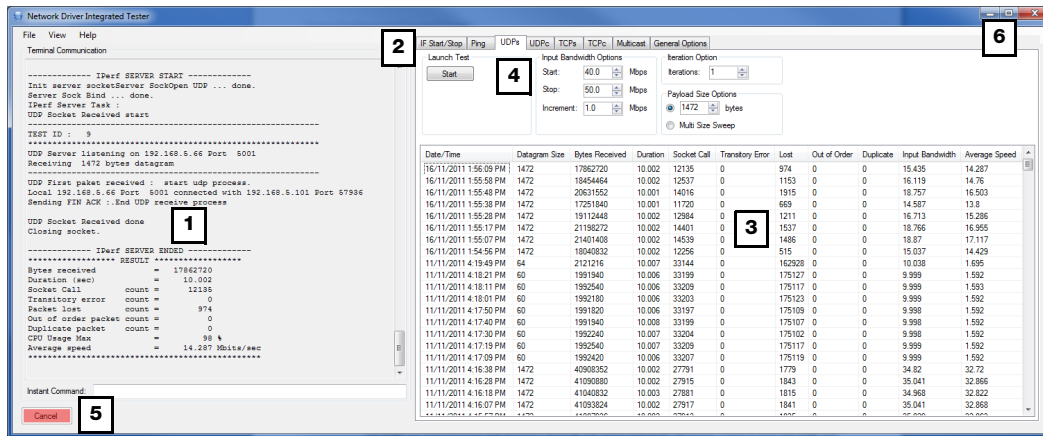 Network Driver Integrated Tester
File View Help
Terminal Communication
------------- IPerf SERVER START -------------
Init server socketServer SockOpen UDP ... done.
Server Sock Bind ... done.
IPerf Server Task :
UDP Socket Received start
------------------------------------------------------------
TEST ID : 9
************************************************************
UDP Server listening on 192.168.5.66 Port 5001
Receiving 1472 bytes datagram
------------------------------------------------------------
UDP First paket received : start udp process.
Local 192.168.5.66 Port 5001 connected with 192.168.5.101 Port 57936
Sending FIN ACK :.End UDP receive process
UDP Socket Received done
Closing socket.
------------- IPerf SERVER ENDED -------------
****************** RESULT ******************
Bytes received = 17862720
Duration (sec) = 10.002
Socket Call count = 12135
Transitory error count = 0
Packet lost count = 974
Out of order packet count = 0
Duplicate packet count = 0
CPU Usage Max = 98 %
Average speed = 14.287 Mbits/sec
************************************************
Instant Command:
Cancel
1
5
2
IF Start/Stop Ping UDPs UDPc TCPs TCPc Multicast General Options
6
Launch Test
Start
4
Input Bandwidth Options
Start: 40.0 Mbps
Stop: 50.0 Mbps
Increment: 1.0 Mbps
Iteration Option
Iterations: 1
Payload Size Options
1472 bytes
Multi Size Sweep
3
Date/Time Datagram Size Bytes Received Duration Socket Call Transitory Error Lost Out of Order Duplicate Input Bandwidth Average Speed
16/11/2011 1:56:09 PM 1472 17862720 10.002 12135 0 974 0 0 15.435 14.287
16/11/2011 1:55:58 PM 1472 18454464 10.002 12537 0 1153 0 0 16.119 14.76
16/11/2011 1:55:48 PM 1472 20631552 10.001 14016 0 1915 0 0 18.757 16.503
16/11/2011 1:55:38 PM 1472 17251840 10.001 11720 0 669 0 0 14.587 13.8
16/11/2011 1:55:28 PM 1472 19112448 10.002 12984 0 1211 0 0 16.713 15.286
16/11/2011 1:55:17 PM 1472 21198272 10.002 14401 0 1537 0 0 18.766 16.955
16/11/2011 1:55:07 PM 1472 21401408 10.002 14539 0 1486 0 0 18.87 17.117
16/11/2011 1:54:56 PM 1472 18040832 10.002 12256 0 515 0 0 15.037 14.429
11/11/2011 4:19:49 PM 64 2121216 10.007 33144 0 162928 0 0 10.038 1.695
11/11/2011 4:18:21 PM 60 1991940 10.006 33199 0 175127 0 0 9.999 1.592
11/11/2011 4:18:11 PM 60 1992540 10.006 33209 0 175117 0 0 9.999 1.593
11/11/2011 4:18:01 PM 60 1992180 10.006 33203 0 175123 0 0 9.999 1.592
11/11/2011 4:17:50 PM 60 1991820 10.006 33197 0 175109 0 0 9.998 1.592
11/11/2011 4:17:40 PM 60 1991940 10.008 33199 0 175107 0 0 9.998 1.592
11/11/2011 4:17:30 PM 60 1992240 10.007 33204 0 175102 0 0 9.998 1.592
11/11/2011 4:17:19 PM 60 1992540 10.007 33209 0 175117 0 0 9.999 1.592
11/11/2011 4:17:09 PM 60 1992420 10.006 33207 0 175119 0 0 9.999 1.592
11/11/2011 4:16:38 PM 1472 40908352 10.002 27791 0 1779 0 0 34.82 32.72
11/11/2011 4:16:28 PM 1472 41090880 10.002 27915 0 1843 0 0 35.041 32.866
11/11/2011 4:16:18 PM 1472 41040832 10.003 27881 0 1815 0 0 34.968 32.822
11/11/2011 4:16:07 PM 1472 41093824 10.002 27917 0 1841 0 0 35.041 32.868